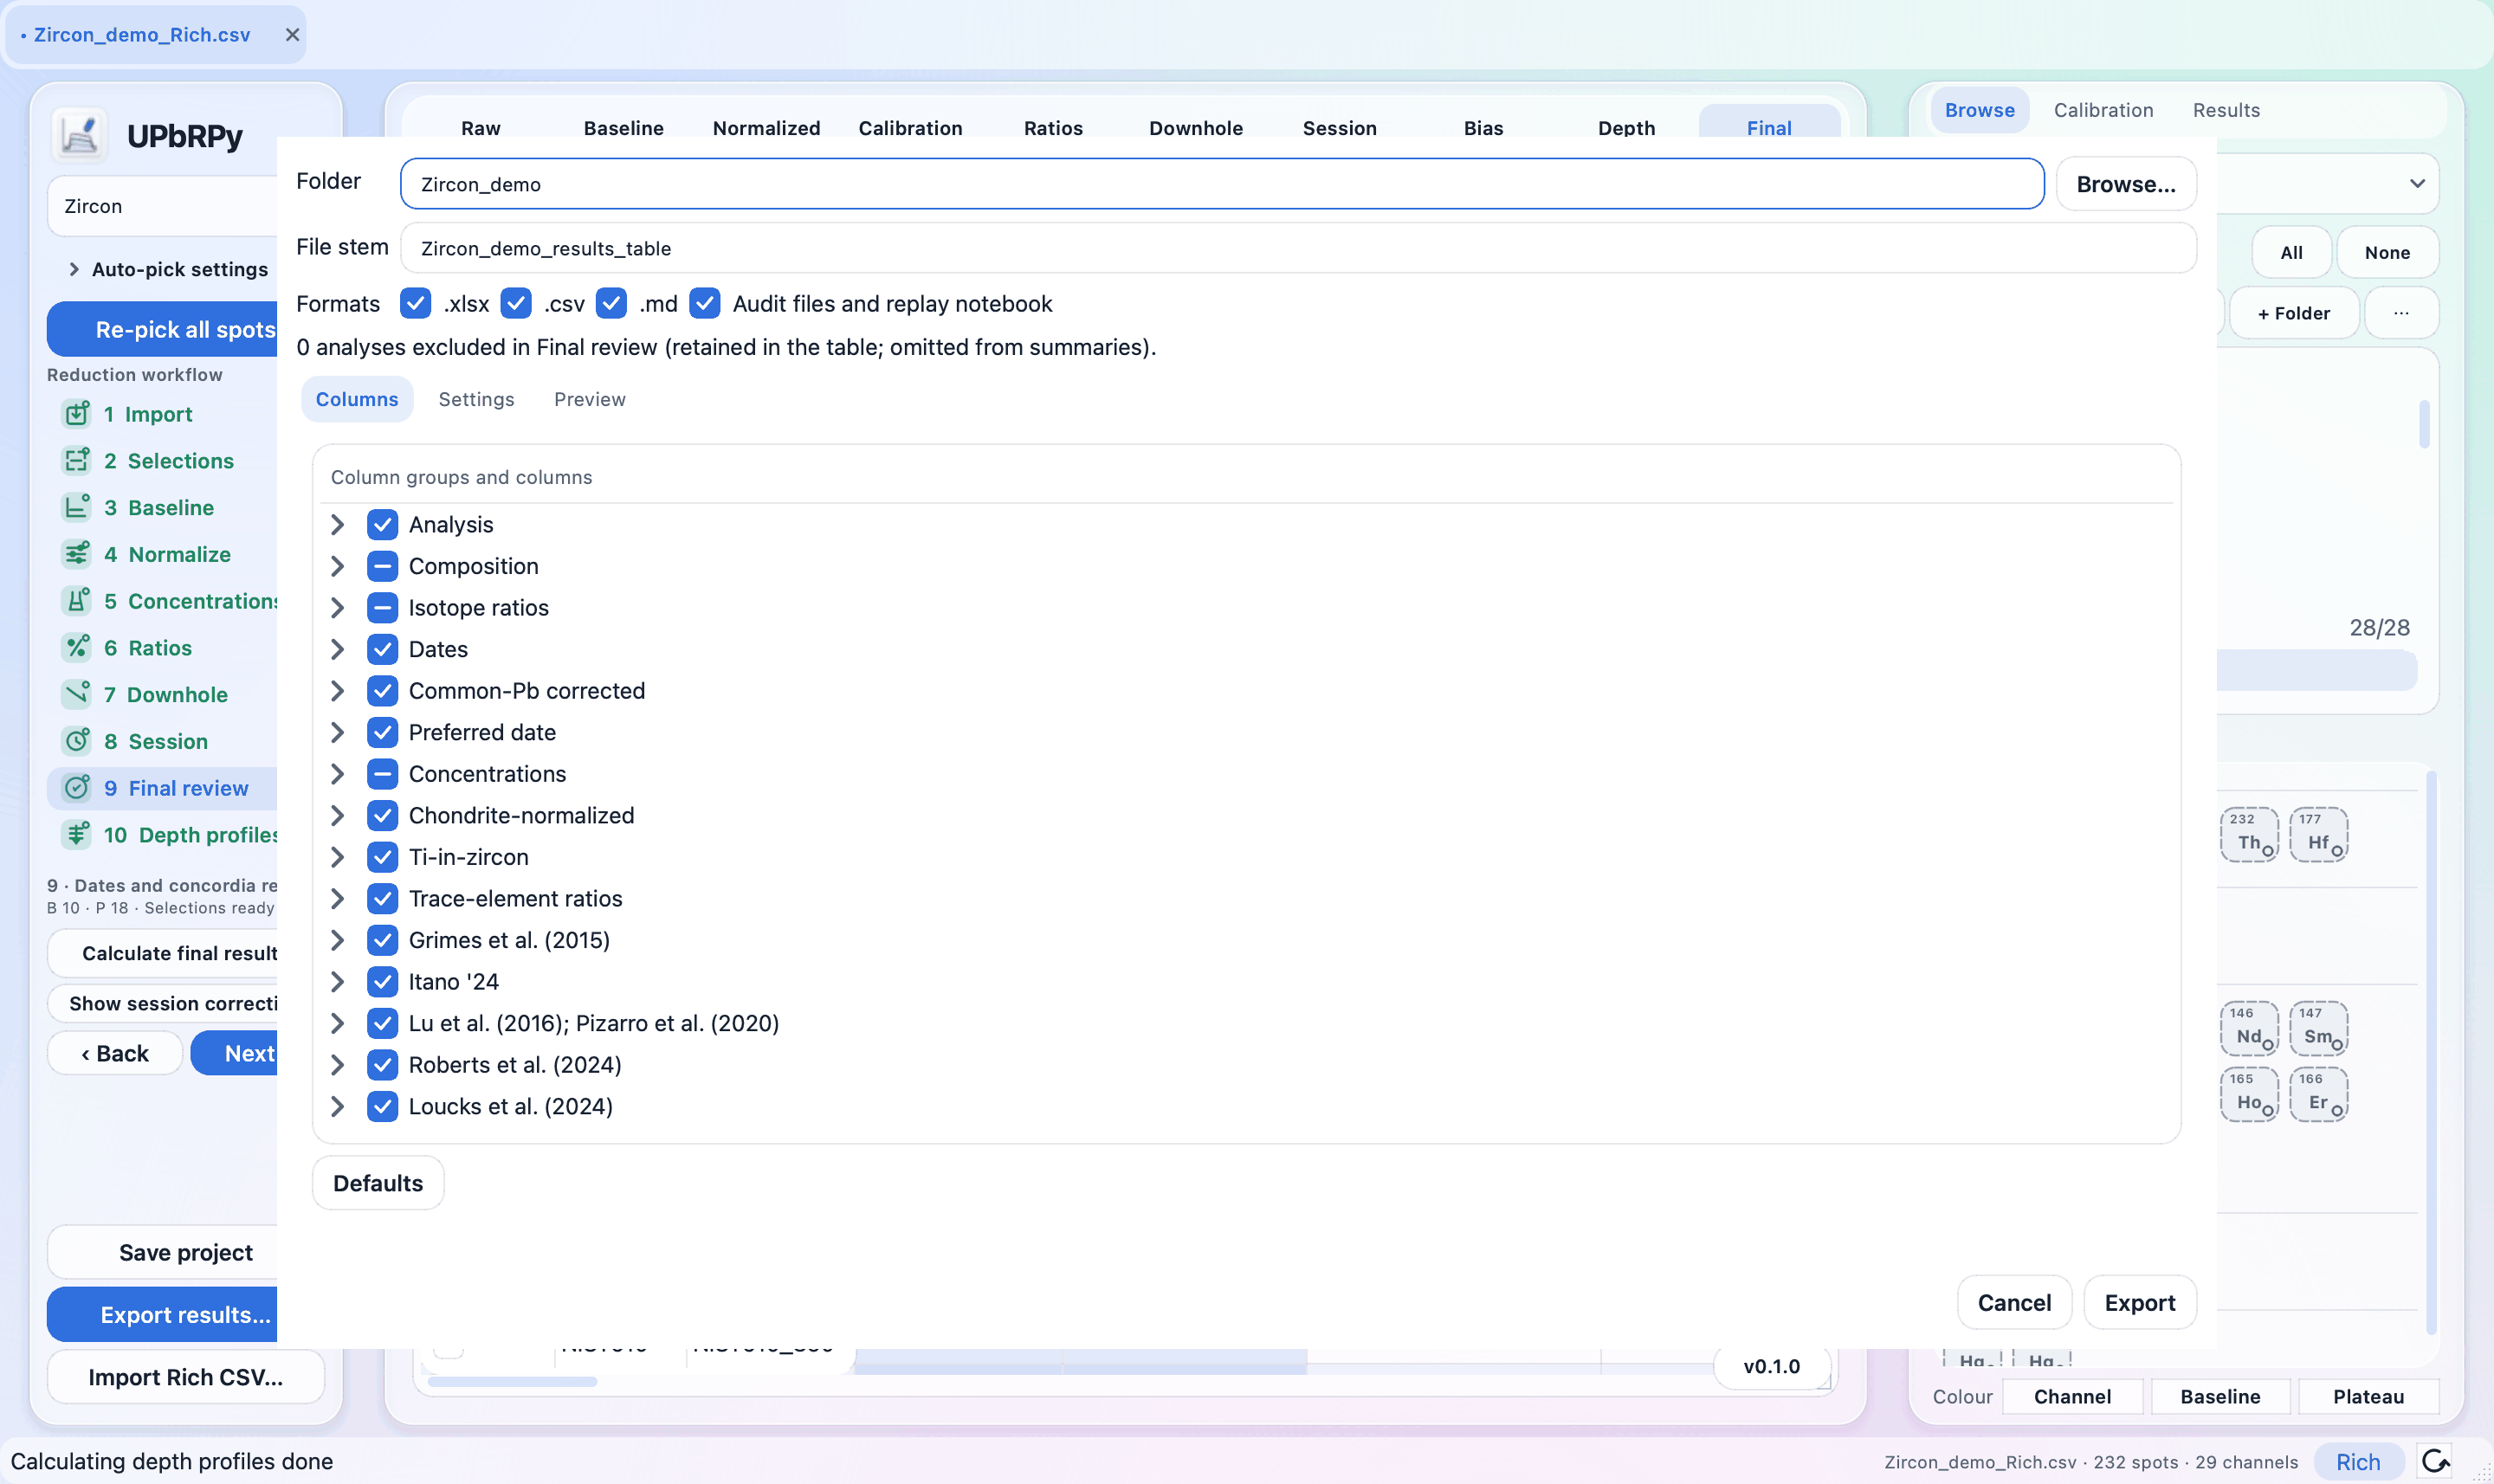 • Zircon_demo_Rich.csv
UPbRPy
Zircon
Auto-pick settings
Re-pick all spots
Reduction workflow
1 Import
2 Selections
3 Baseline
4 Normalize
5 Concentrations
6 Ratios
7 Downhole
8 Session
9 Final review
10 Depth profiles
9 · Dates and concordia re
B 10 · P 18 · Selections ready
Calculate final result
Show session correcti
‹ Back
Next
Save project
Export results...
Import Rich CSV...
Raw Baseline Normalized Calibration Ratios Downhole Session Bias Depth Final
Folder
Zircon_demo
Browse...
File stem
Zircon_demo_results_table
Formats .xlsx .csv .md Audit files and replay notebook
0 analyses excluded in Final review (retained in the table; omitted from summaries).
Columns Settings Preview
Column groups and columns
Analysis
Composition
Isotope ratios
Dates
Common-Pb corrected
Preferred date
Concentrations
Chondrite-normalized
Ti-in-zircon
Trace-element ratios
Grimes et al. (2015)
Itano '24
Lu et al. (2016); Pizarro et al. (2020)
Roberts et al. (2024)
Loucks et al. (2024)
Defaults
Cancel Export
v0.1.0
Browse Calibration Results
All None
+ Folder ...
28/28
232 Th 177 Hf
146 Nd 147 Sm
165 Ho 166 Er
Hg Hg
Colour Channel Baseline Plateau
Calculating depth profiles done
Zircon_demo_Rich.csv · 232 spots · 29 channels Rich